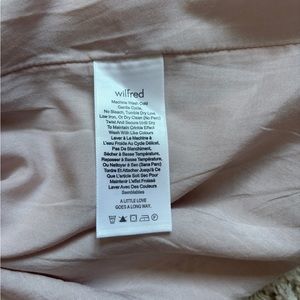 wilfred
Machine Wash Cold
Gentle Cycle,
No Bleach, Tumble Dry Low
Low Iron, Or Dry Clean (No Perc)
Twist And Secure Until Dry
To Maintain Crinkle Effect
Wash With Like Colours
Laver à La Machine à
L'eau Froide Au Cycle Délicat.
Pas De Blanchiment,
Sécher à Basse Température,
Repasser à Basse Température,
Ou Nettoyer à Sec (Sans Perc)
Tordre Et Attacher Jusqu'à Ce
Que L'article Soit Sec Pour
Maintenir L'effet Froissé
Laver Avec Des Couleurs
Semblables
A LITTLE LOVE
GOES A LONG WAY.